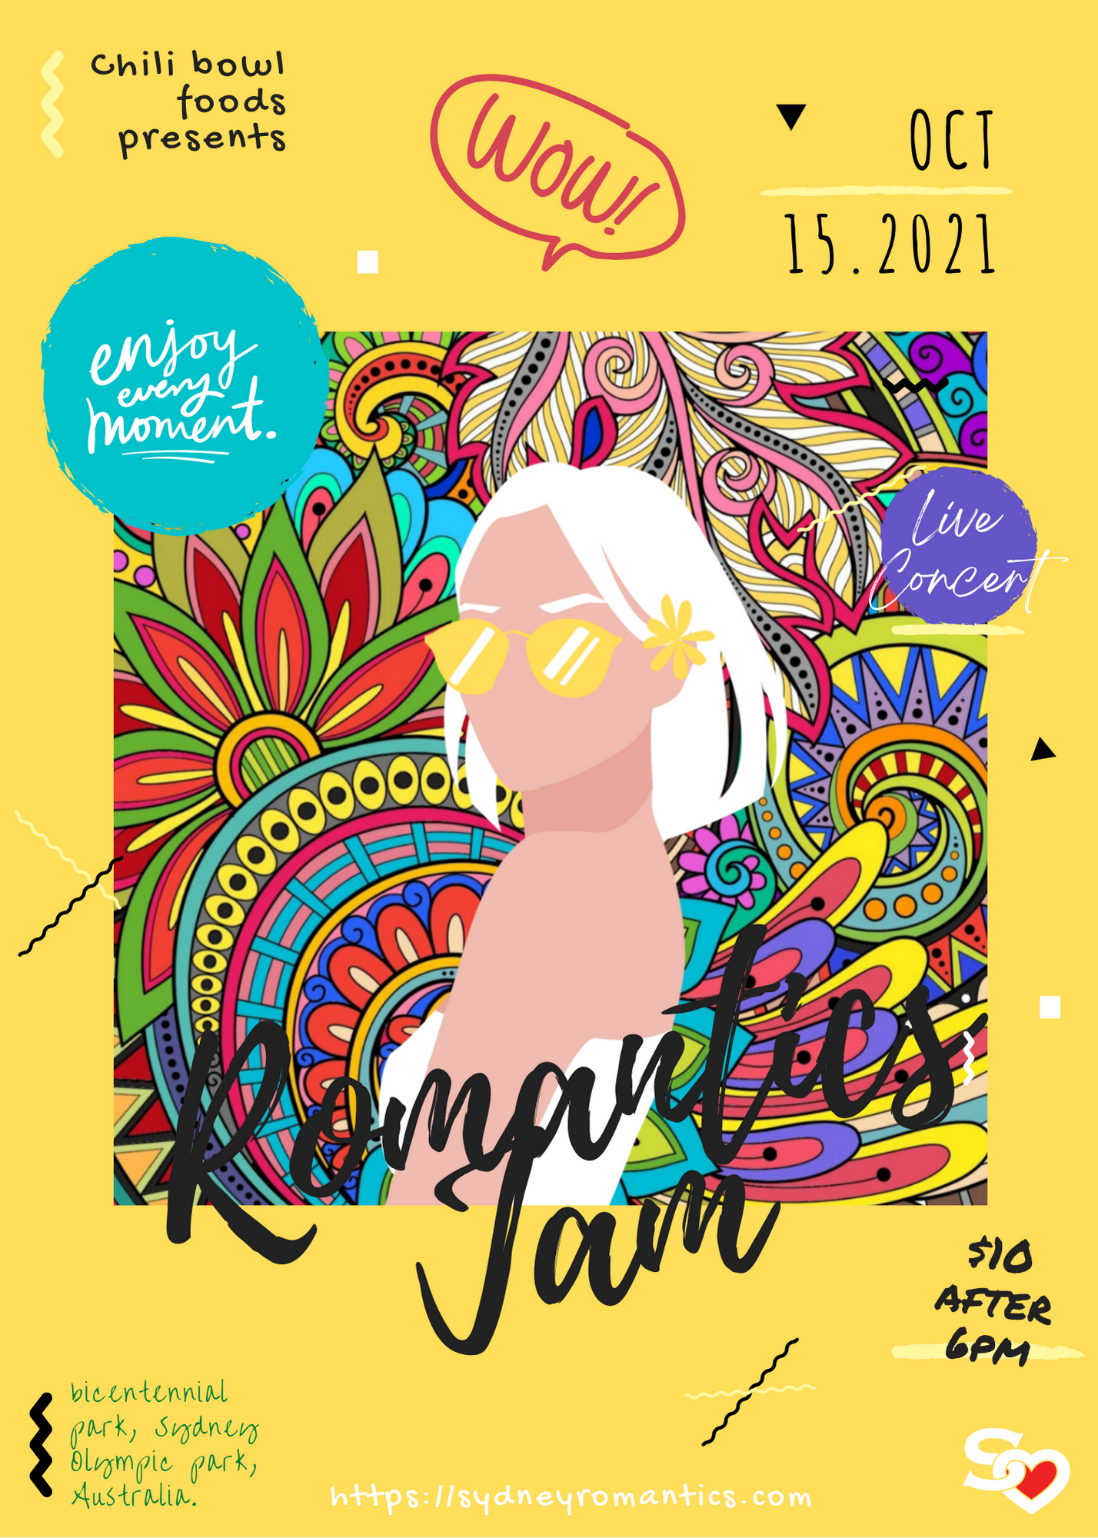 Chili bowl
foods
presents
Wow!
OCT
15.2021
enjoy
every
moment.
Live
Concert
Romantics
Jam
$10
AFTER
6PM
bicentennial
park, Sydney
Olympic park,
Australia.
https://sydneyromantics.com
S